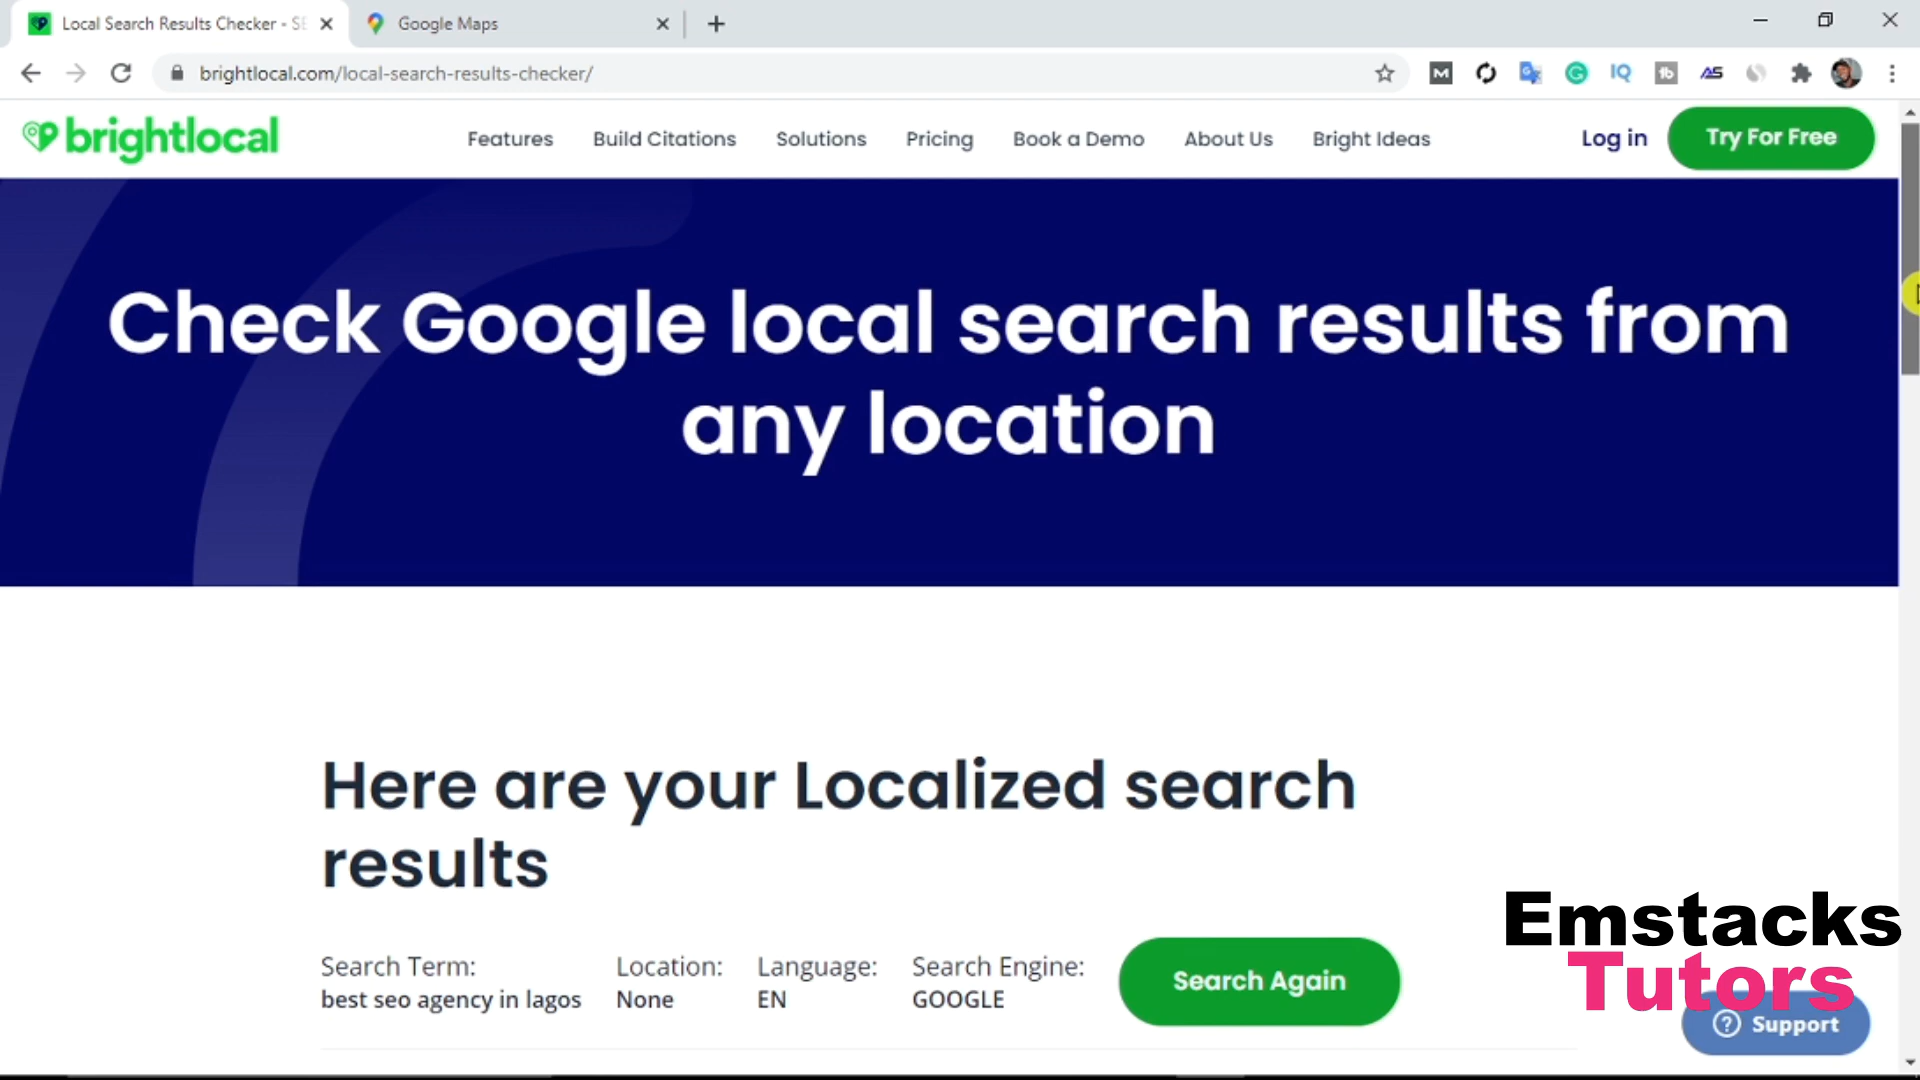 Local Search Results Checker - SE
Google Maps
brightlocal.com/local-search-results-checker/
brightlocal
Features
Build Citations
Solutions
Pricing
Book a Demo
About Us
Bright Ideas
Log in
Try For Free
Check Google local search results from
any location
Here are your Localized search
results
Search Term:
best seo agency in lagos
Location:
None
Language:
EN
Search Engine:
GOOGLE
Search Again
Emstacks
Tutors
Support